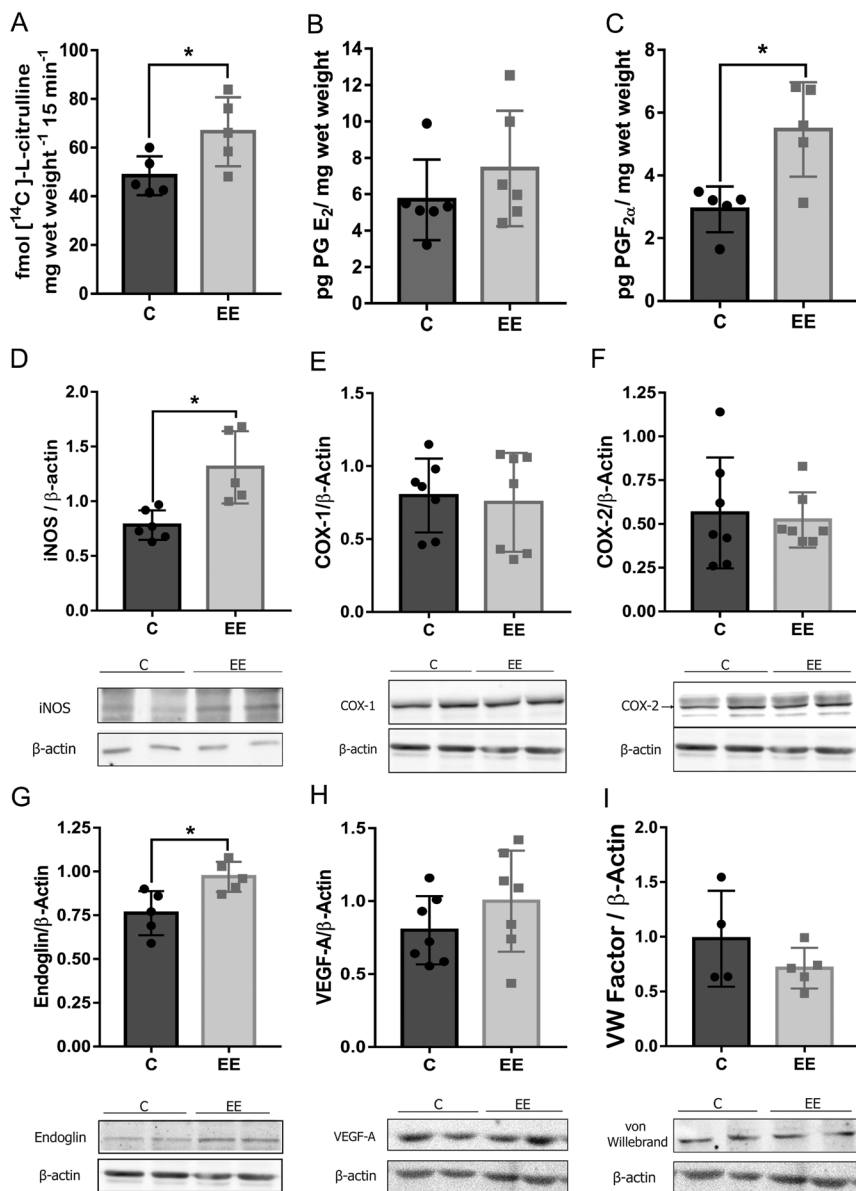 A
fmol [¹⁴C ]-L-citrulline
mg wet weight ⁻¹ 15 min⁻¹
100
80
60
40
20
0
*
C
EE
B
pg PG E₂/ mg wet weight
14
12
10
8
6
4
2
0
C
EE
C
pg PGF₂α/ mg wet weight
8
6
4
2
0
*
C
EE
D
iNOS / β-actin
2.0
1.5
1.0
0.5
0.0
*
C
EE
C
EE
iNOS
β-actin
E
COX-1/β-Actin
1.5
1.0
0.5
0.0
C
EE
C
EE
COX-1
β-actin
F
COX-2/β-Actin
1.25
1.00
0.75
0.50
0.25
0.00
C
EE
C
EE
COX-2→
β-actin
G
Endoglin/β-Actin
1.25
1.00
0.75
0.50
0.25
0.00
*
C
EE
C
EE
Endoglin
β-actin
H
VEGF-A/β-Actin
1.5
1.0
0.5
0.0
C
EE
C
EE
VEGF-A
β-actin
I
VW Factor / β-Actin
2.0
1.5
1.0
0.5
0.0
C
EE
C
EE
von
Willebrand
β-actin